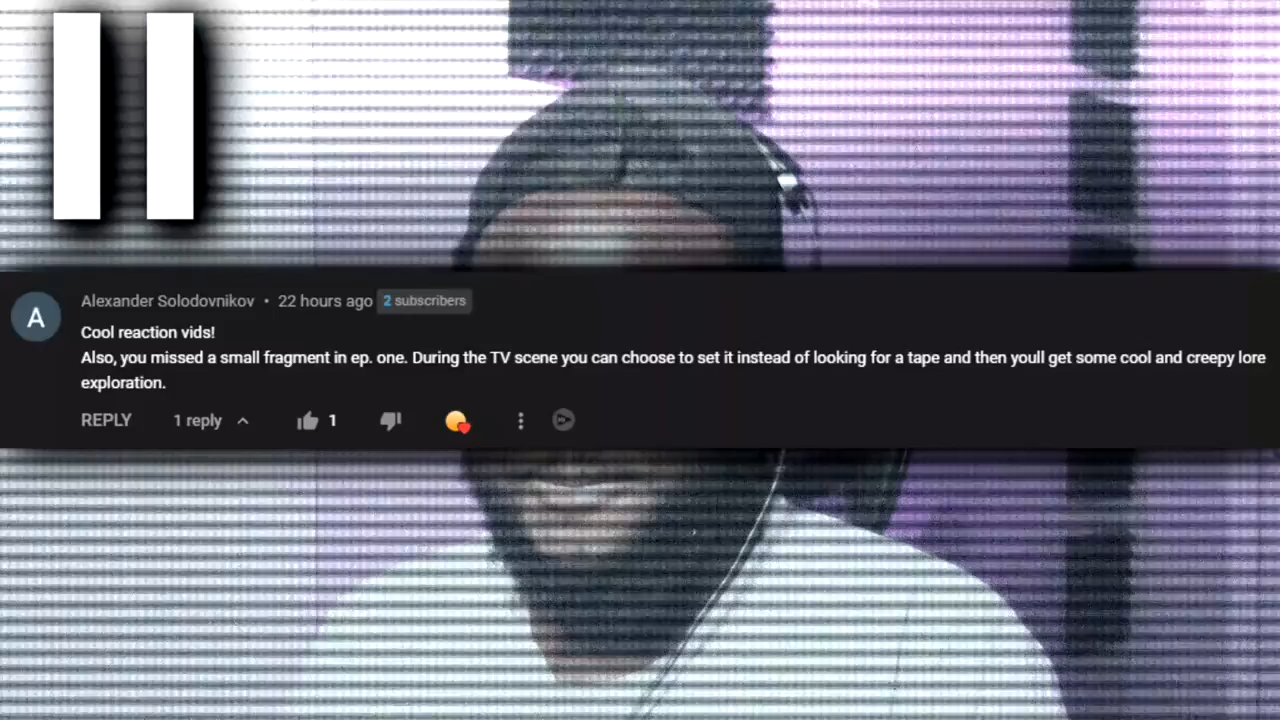 A
Alexander Solodovnikov • 22 hours ago 2 subscribers
Cool reaction vids!
Also, you missed a small fragment in ep. one. During the TV scene you can choose to set it instead of looking for a tape and then youll get some cool and creepy lore
exploration.
REPLY 1 reply 1